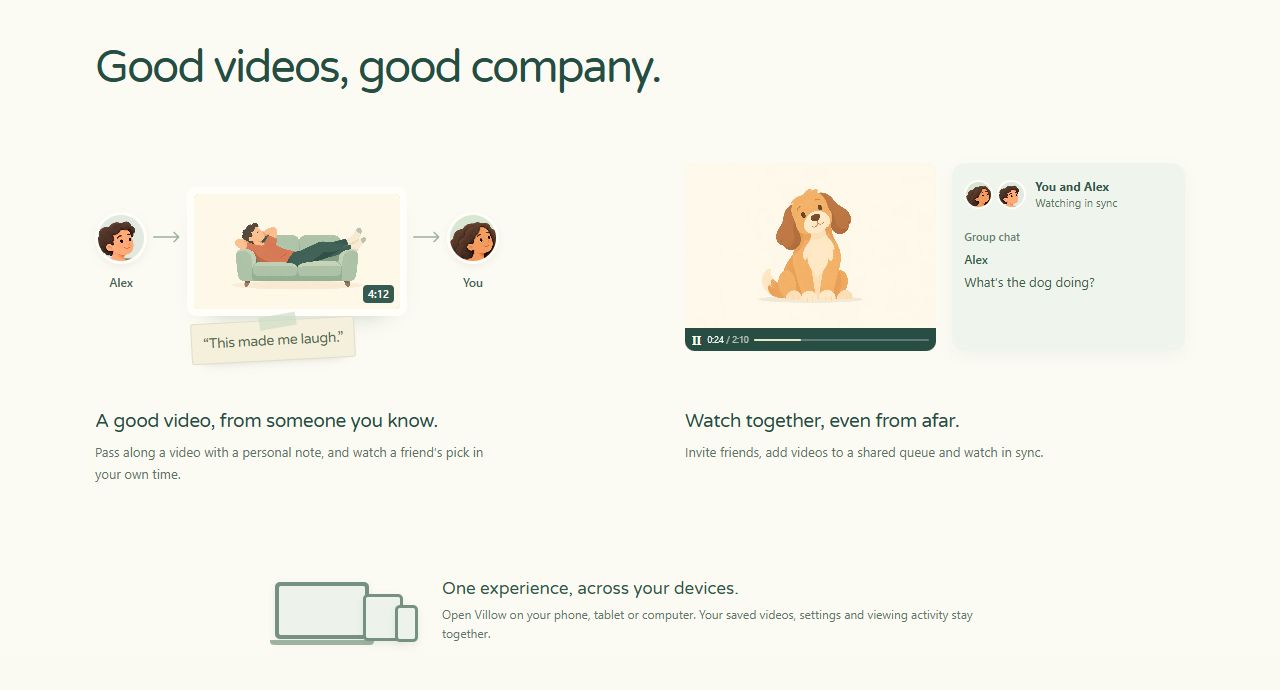 Good videos, good company.
Alex
4:12
You
“This made me laugh.”
A good video, from someone you know.
Pass along a video with a personal note, and watch a friend's pick in
your own time.
0:24 / 2:10
You and Alex
Watching in sync
Group chat
Alex
What's the dog doing?
Watch together, even from afar.
Invite friends, add videos to a shared queue and watch in sync.
One experience, across your devices.
Open Villow on your phone, tablet or computer. Your saved videos, settings and viewing activity stay
together.